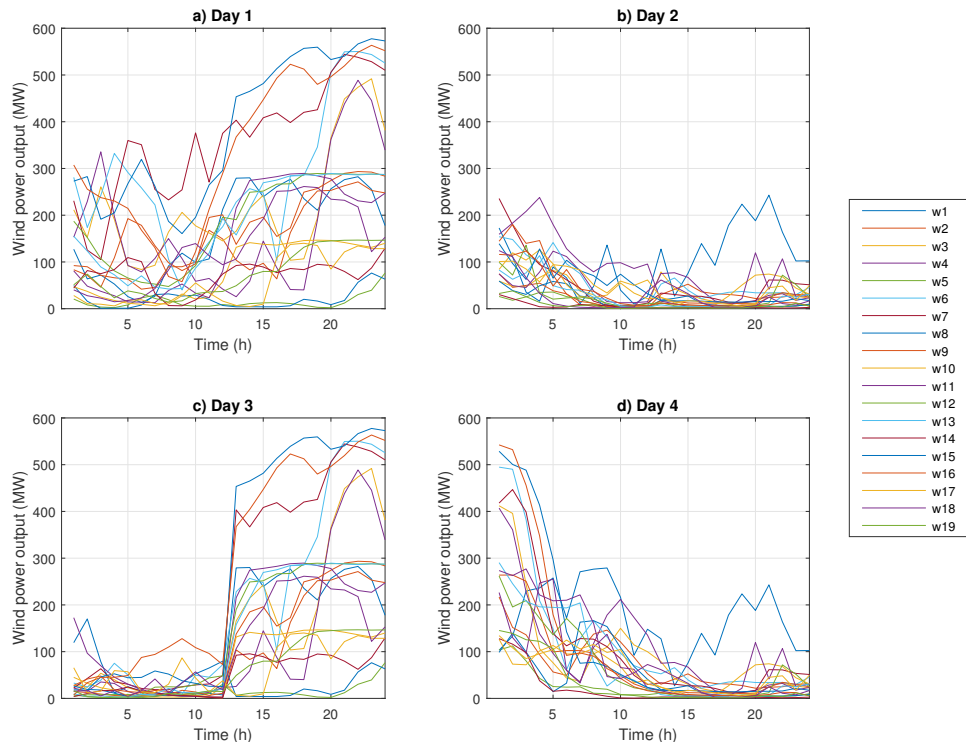 a) Day 1
600
500
400
300
200
100
0
5
10
15
20
Time (h)
Wind power output (MW)
b) Day 2
600
500
400
300
200
100
0
5
10
15
20
Time (h)
Wind power output (MW)
c) Day 3
600
500
400
300
200
100
0
5
10
15
20
Time (h)
Wind power output (MW)
d) Day 4
600
500
400
300
200
100
0
5
10
15
20
Time (h)
Wind power output (MW)
w1
w2
w3
w4
w5
w6
w7
w8
w9
w10
w11
w12
w13
w14
w15
w16
w17
w18
w19